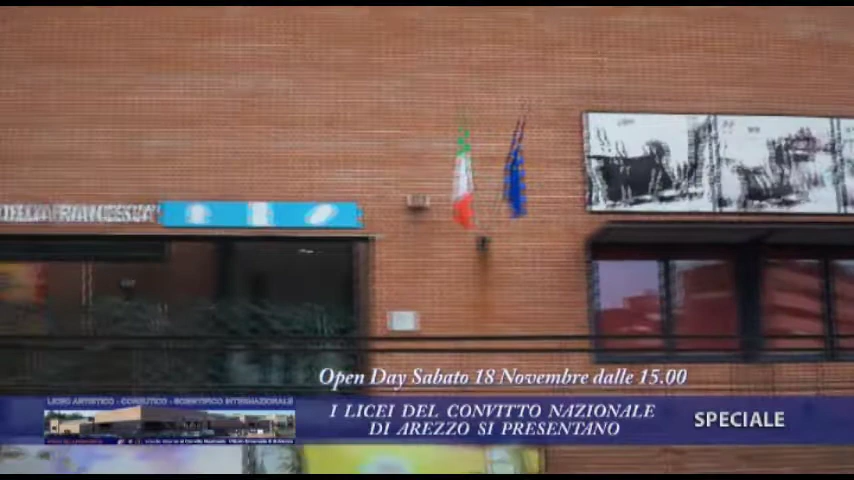 DELLA FRANCESCA
Open Day Sabato 18 Novembre dalle 15.00
LICEO ARTISTICO - COREUTICO - SCIENTIFICO INTERNAZIONALE
I LICEI DEL CONVITTO NAZIONALE
DI AREZZO SI PRESENTANO
SPECIALE